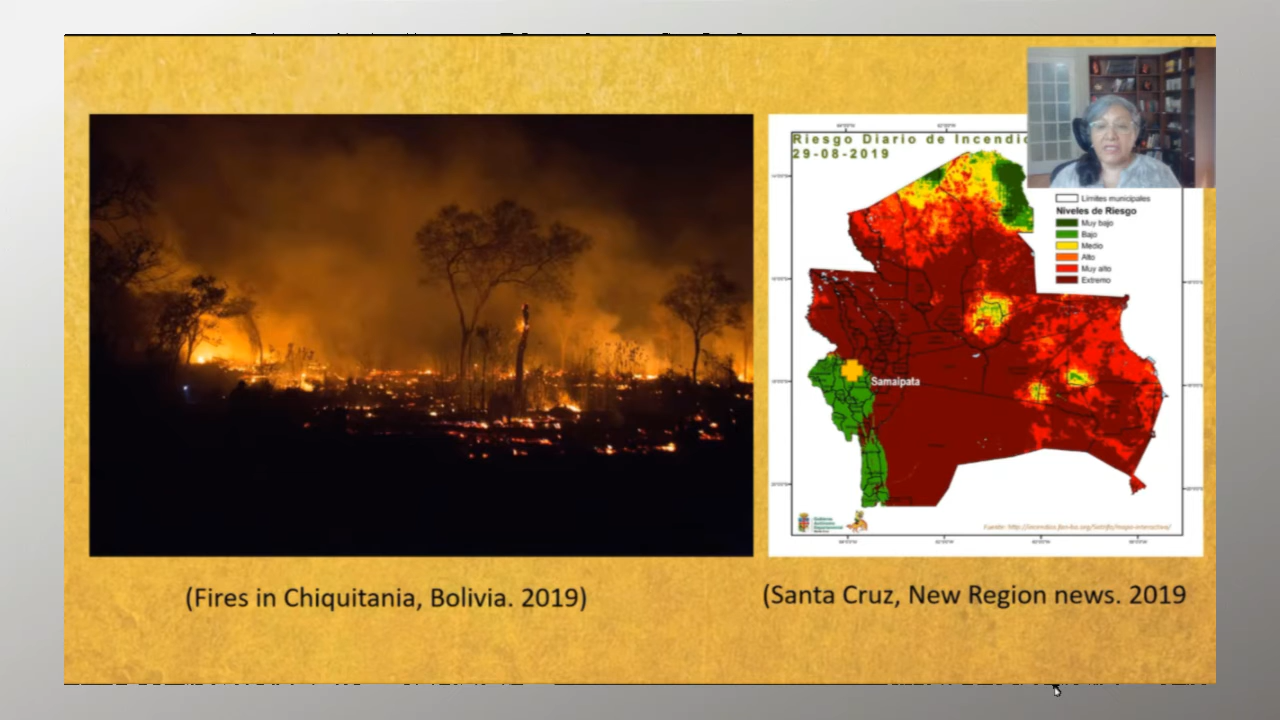 Riesgo Diario de Incendio
29-08-2019
Límites municipales
Niveles de Riesgo
Muy bajo
Bajo
Medio
Alto
Muy alto
Extremo
Samaipata
(Fires in Chiquitania, Bolivia. 2019)
(Santa Cruz, New Region news. 2019